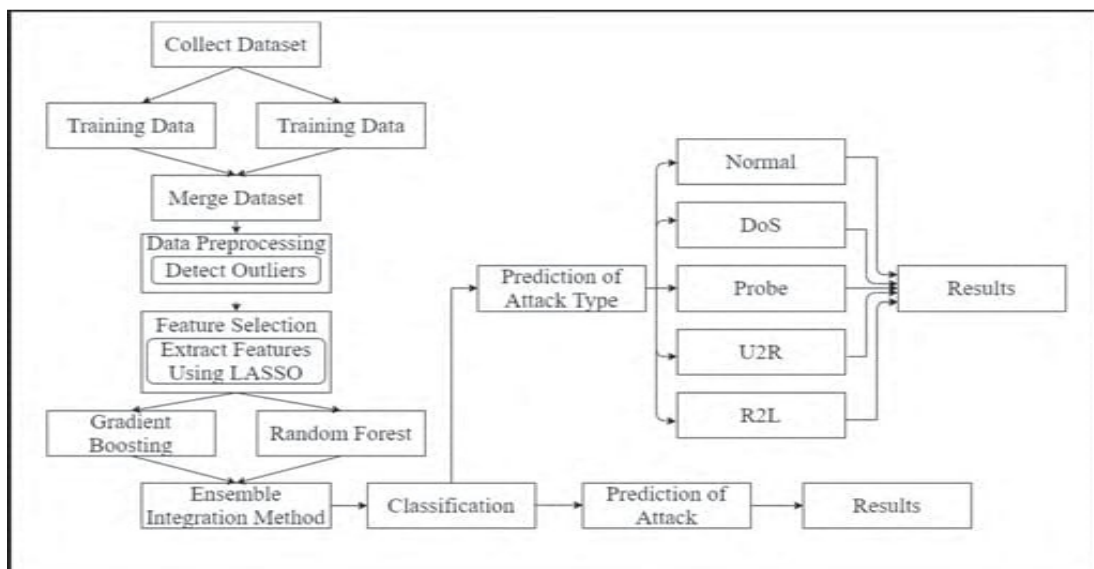 Collect Dataset
Training Data
Training Data
Merge Dataset
Data Preprocessing
Detect Outliers
Feature Selection
Extract Features
Using LASSO
Gradient
Boosting
Random Forest
Ensemble
Integration Method
Classification
Prediction of
Attack Type
Normal
DoS
Probe
U2R
R2L
Results
Prediction of
Attack
Results